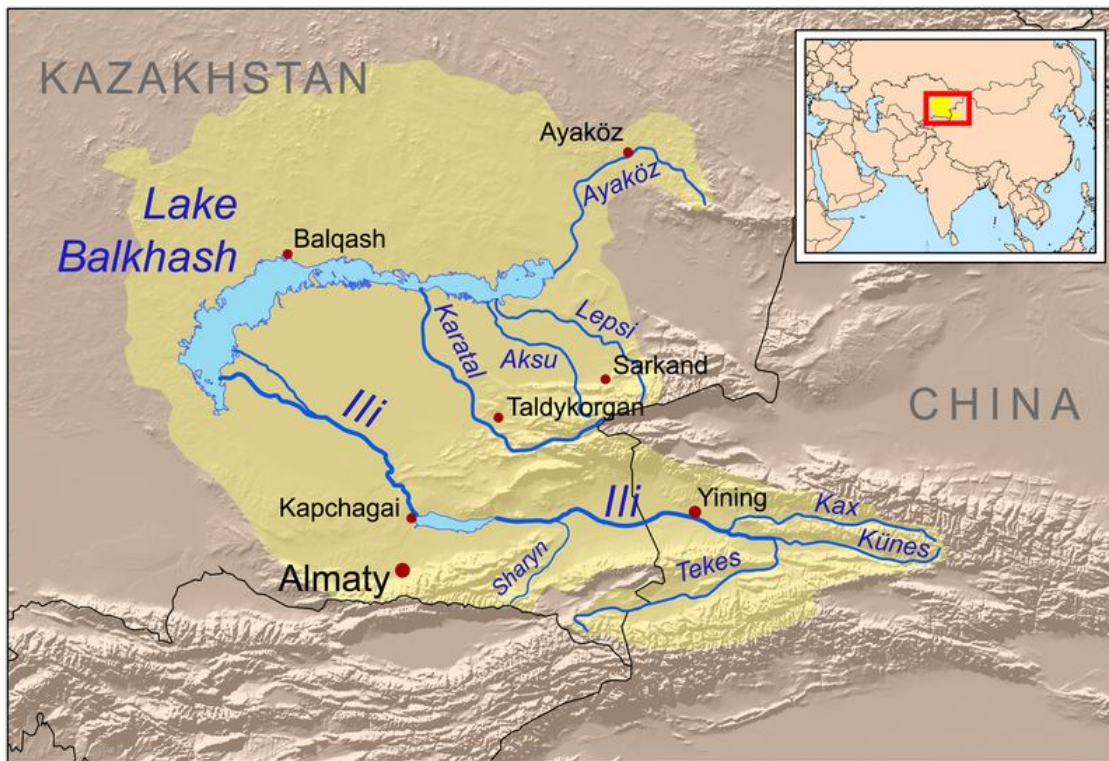 KAZAKHSTAN
Ayaköz
Ayaköz
Lake
Balkhash
Balqash
Karatal
Aksu
Lepsi
Sarkand
Taldykorgan
CHINA
Ili
Kapchagai
Ili
Yining
Kax
Künes
Almaty
Sharyn
Tekes